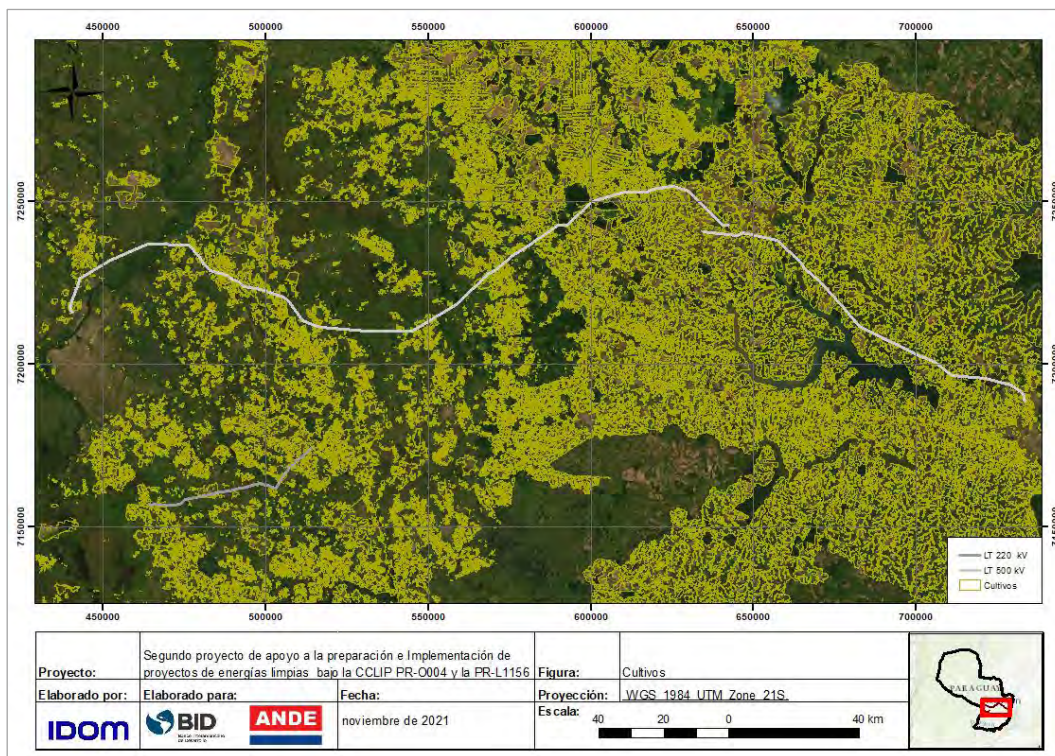 450000 500000 550000 600000 650000 700000
7250000 7250000
7200000 7200000
7150000 7150000
LT 220 kV
LT 500 kV
Cultivos
450000 500000 550000 600000 650000 700000
Proyecto: Segundo proyecto de apoyo a la preparación e Implementación de
proyectos de energías limpias bajo la CCLIP PR-O004 y la PR-L1156
Figura: Cultivos
Elaborado por: Elaborado para: Fecha: Proyección: WGS_1984_UTM_Zone_21S.
IDOM BID ANDE noviembre de 2021
Escala:
40 20 0 40 km
PARAGUAY